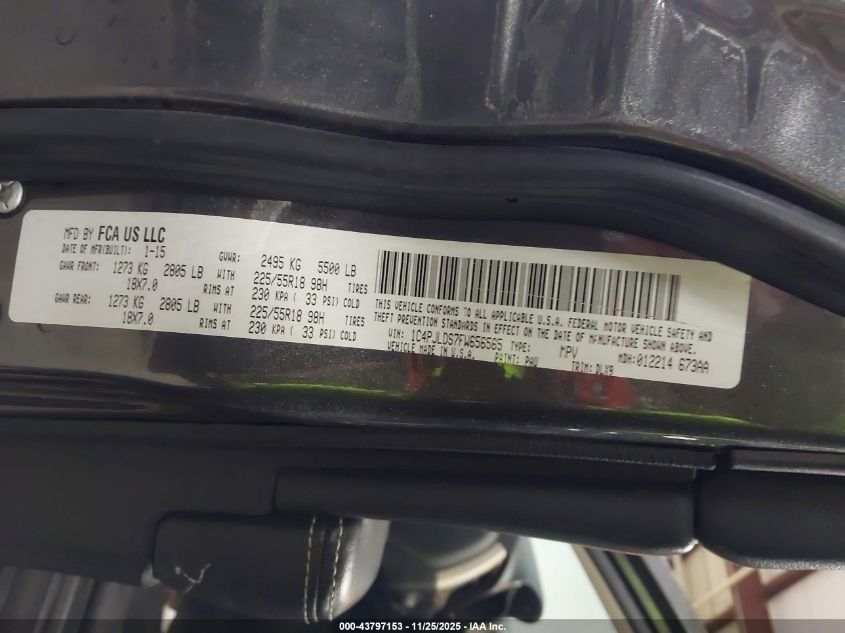 MFD BY FCA US LLC
DATE OF MFR(BUILT): 1-15 GVWR: 2495 KG 5500 LB
GAWR FRONT: 1273 KG 2805 LB WITH 225/55R18 98H TIRES
18X7.0 RIMS AT 230 KPA ( 33 PSI) COLD
GAWR REAR: 1273 KG 2805 LB WITH 225/55R18 98H TIRES
18X7.0 RIMS AT 230 KPA ( 33 PSI) COLD
THIS VEHICLE CONFORMS TO ALL APPLICABLE U.S.A. FEDERAL MOTOR VEHICLE SAFETY AND
THEFT PREVENTION STANDARDS IN EFFECT ON THE DATE OF MANUFACTURE SHOWN ABOVE.
VIN: 1C4PJLDS7FW656565 TYPE: MPV MDH: 012214 673AA
VEHICLE MADE IN U.S.A. PAINT: PAU TRIM: DLX9
000-43797153 - 11/25/2025 - IAA Inc.